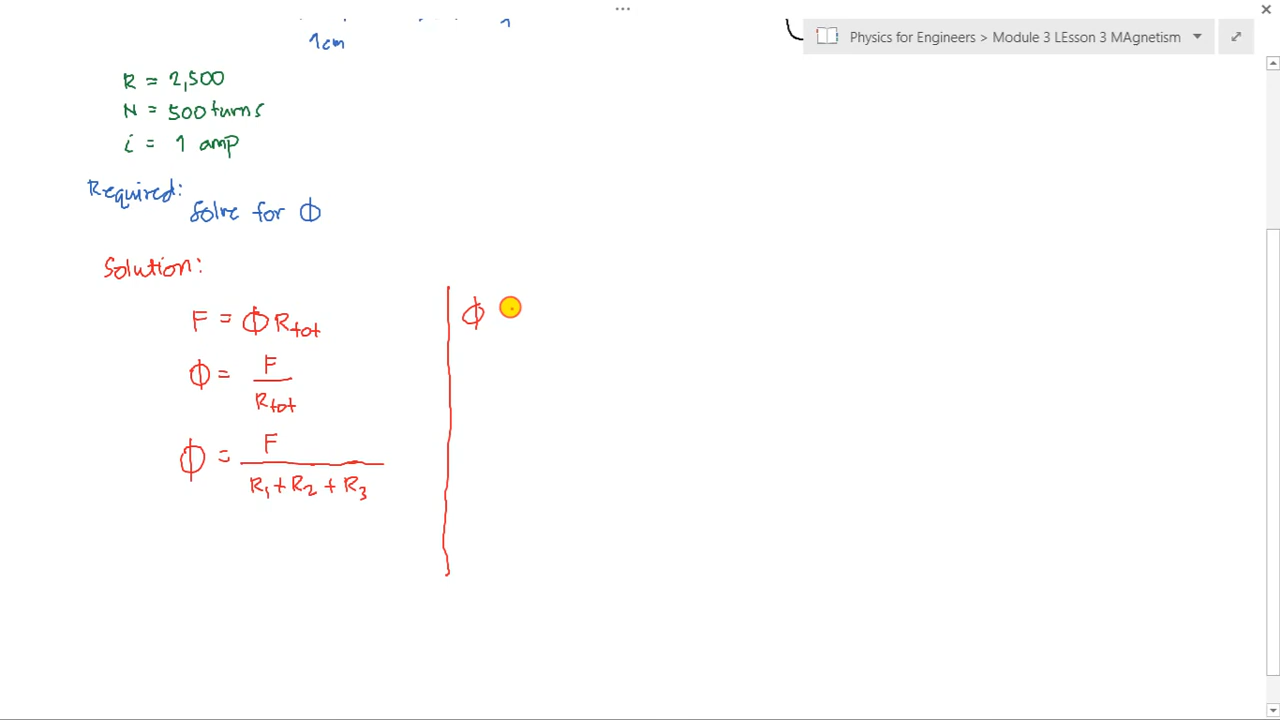 Physics for Engineers > Module 3 LEsson 3 MAgnetism
1cm
R = 2,500
N = 500 turns
i = 1 amp
Required:
Solve for Φ
Solution:
F = Φ Rtot
Φ = F / Rtot
Φ = F / R1 + R2 + R3
Φ